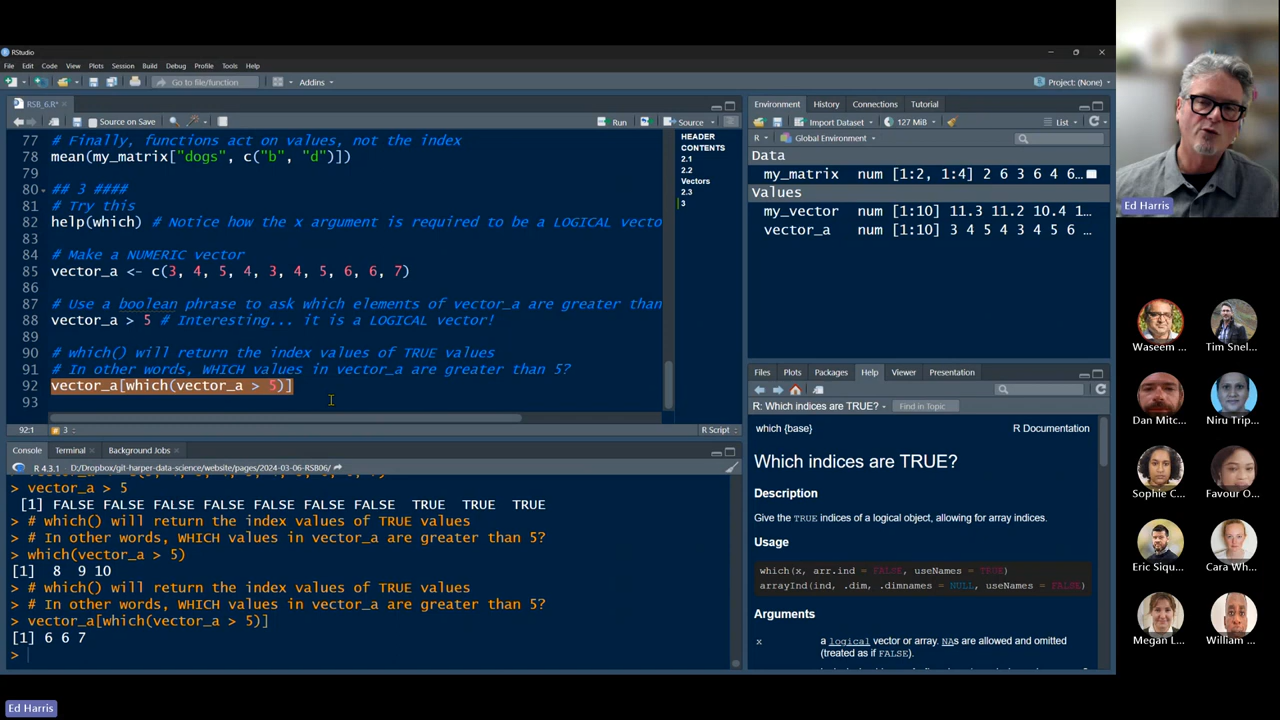 RStudio
File Edit Code View Plots Session Build Debug Profile Tools Help
Go to file/function
Addins
Project: (None)
RSB_6.R*
Source on Save
Run
Source
77 # Finally, functions act on values, not the index
78 mean(my_matrix["dogs", c("b", "d")])
79
80 ## 3 ####
81 # Try this
82 help(which) # Notice how the x argument is required to be a LOGICAL vecto
83
84 # Make a NUMERIC vector
85 vector_a <- c(3, 4, 5, 4, 3, 4, 5, 6, 6, 7)
86
87 # Use a boolean phrase to ask which elements of vector_a are greater than
88 vector_a > 5 # Interesting... it is a LOGICAL vector!
89
90 # which() will return the index values of TRUE values
91 # In other words, WHICH values in vector_a are greater than 5?
92 vector_a[which(vector_a > 5)]
93
HEADER
CONTENTS
2.1
2.2
Vectors
2.3
3
92:1
3
R Script
Console Terminal Background Jobs
R 4.3.1 · D:/Dropbox/git-harper-data-science/website/pages/2024-03-06-RSB06/
> vector_a > 5
[1] FALSE FALSE FALSE FALSE FALSE FALSE FALSE TRUE TRUE TRUE
> # which() will return the index values of TRUE values
> # In other words, WHICH values in vector_a are greater than 5?
> which(vector_a > 5)
[1] 8 9 10
> # which() will return the index values of TRUE values
> # In other words, WHICH values in vector_a are greater than 5?
> vector_a[which(vector_a > 5)]
[1] 6 6 7
>
Environment History Connections Tutorial
Import Dataset
127 MiB
List
R
Global Environment
Data
my_matrix num [1:2, 1:4] 2 6 3 6 4 6…
Values
my_vector num [1:10] 11.3 11.2 10.4 1…
vector_a num [1:10] 3 4 5 4 3 4 5 6 …
Files Plots Packages Help Viewer Presentation
R: Which indices are TRUE?
Find in Topic
which {base}
R Documentation
Which indices are TRUE?
Description
Give the TRUE indices of a logical object, allowing for array indices.
Usage
which(x, arr.ind = FALSE, useNames = TRUE)
arrayInd(ind, .dim, .dimnames = NULL, useNames = FALSE)
Arguments
x a logical vector or array. NAs are allowed and omitted
(treated as if FALSE).
Ed Harris
Waseem ...
Tim Snel...
Dan Mitc...
Niru Trip...
Sophie C...
Favour O...
Eric Siqu...
Cara Wh...
Megan L...
William ...
Ed Harris